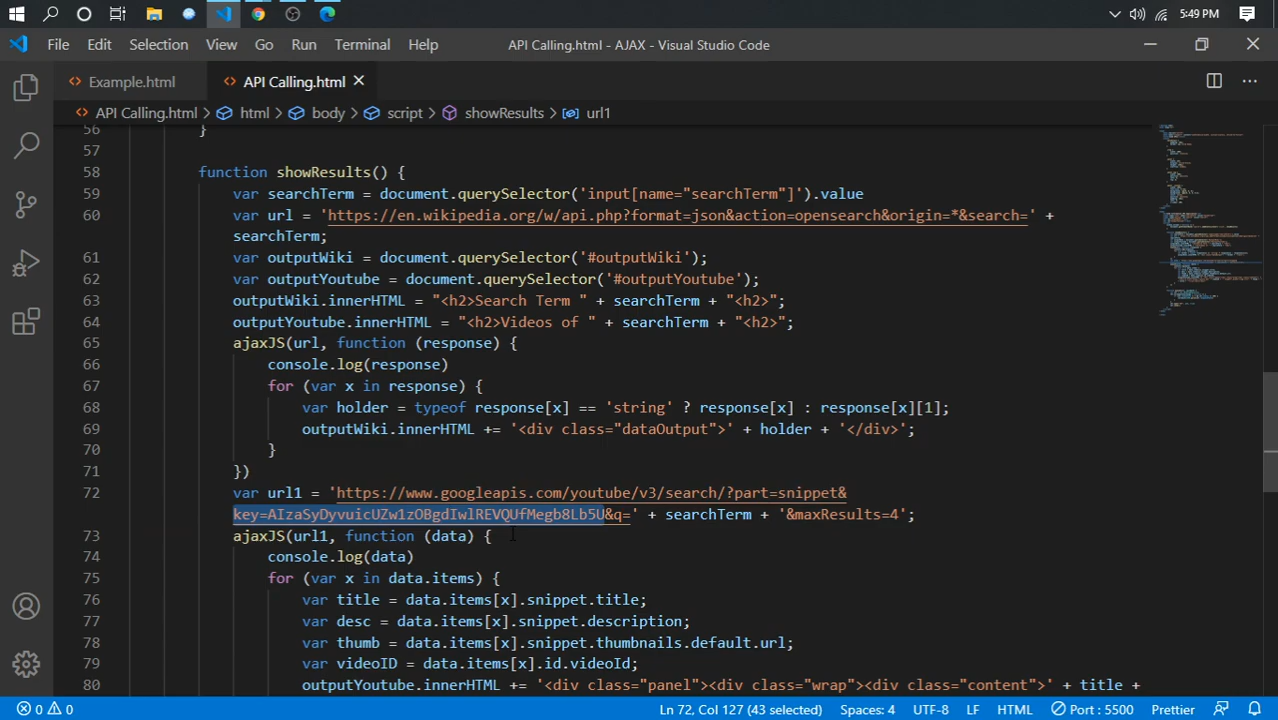 5:49 PM
File Edit Selection View Go Run Terminal Help API Calling.html - AJAX - Visual Studio Code
Example.html API Calling.html
API Calling.html > html > body > script > showResults > url1
56 }
57
58 function showResults() {
59 var searchTerm = document.querySelector('input[name="searchTerm"]').value
60 var url = 'https://en.wikipedia.org/w/api.php?format=json&action=opensearch&origin=*&search=' +
searchTerm;
61 var outputWiki = document.querySelector('#outputWiki');
62 var outputYoutube = document.querySelector('#outputYoutube');
63 outputWiki.innerHTML = "<h2>Search Term " + searchTerm + "<h2>";
64 outputYoutube.innerHTML = "<h2>Videos of " + searchTerm + "<h2>";
65 ajaxJS(url, function (response) {
66 console.log(response)
67 for (var x in response) {
68 var holder = typeof response[x] == 'string' ? response[x] : response[x][1];
69 outputWiki.innerHTML += '<div class="dataOutput">' + holder + '</div>';
70 }
71 })
72 var url1 = 'https://www.googleapis.com/youtube/v3/search/?part=snippet&
key=AIzaSyDyvuicUZw1zOBgdIwlREVQUfMegb8Lb5U&q=' + searchTerm + '&maxResults=4';
73 ajaxJS(url1, function (data) {
74 console.log(data)
75 for (var x in data.items) {
76 var title = data.items[x].snippet.title;
77 var desc = data.items[x].snippet.description;
78 var thumb = data.items[x].snippet.thumbnails.default.url;
79 var videoID = data.items[x].id.videoId;
80 outputYoutube.innerHTML += '<div class="panel"><div class="wrap"><div class="content">' + title +
0 0 Ln 72, Col 127 (43 selected) Spaces: 4 UTF-8 LF HTML Port : 5500 Prettier